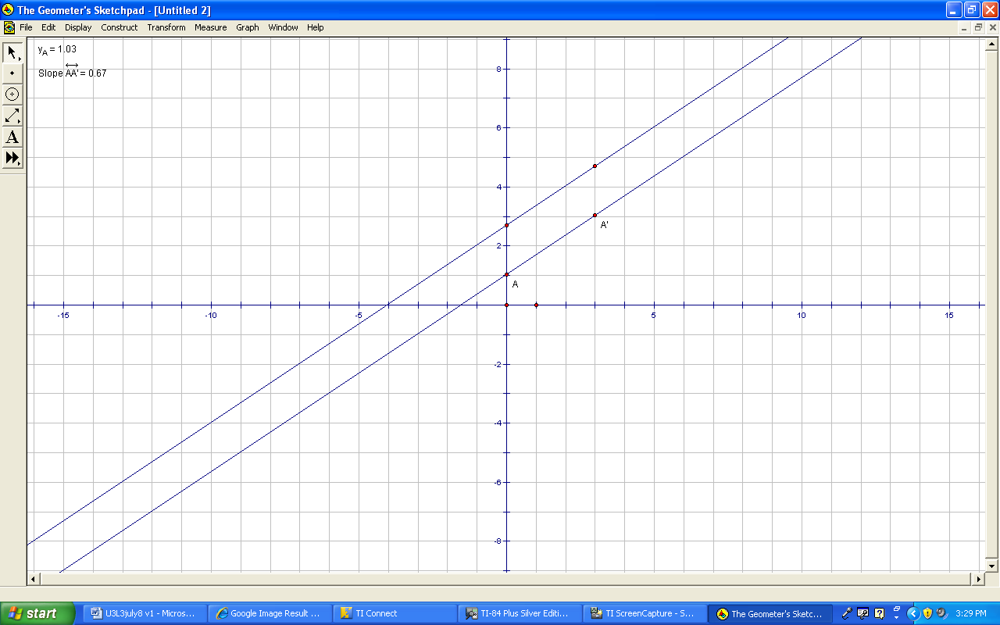 The Geometer's Sketchpad - [Untitled 2]
File Edit Display Construct Transform Measure Graph Window Help
yA = 1.03
Slope AA' = 0.67
A
8
6
4
2
-2
-4
-6
-8
-15 -10 -5 5 10 15
A'
A
start U3L3july8 v1 - Micros... Google Image Result ... TI Connect TI-84 Plus Silver Editi... TI ScreenCapture - S... The Geometer's Sketc... 3:29 PM